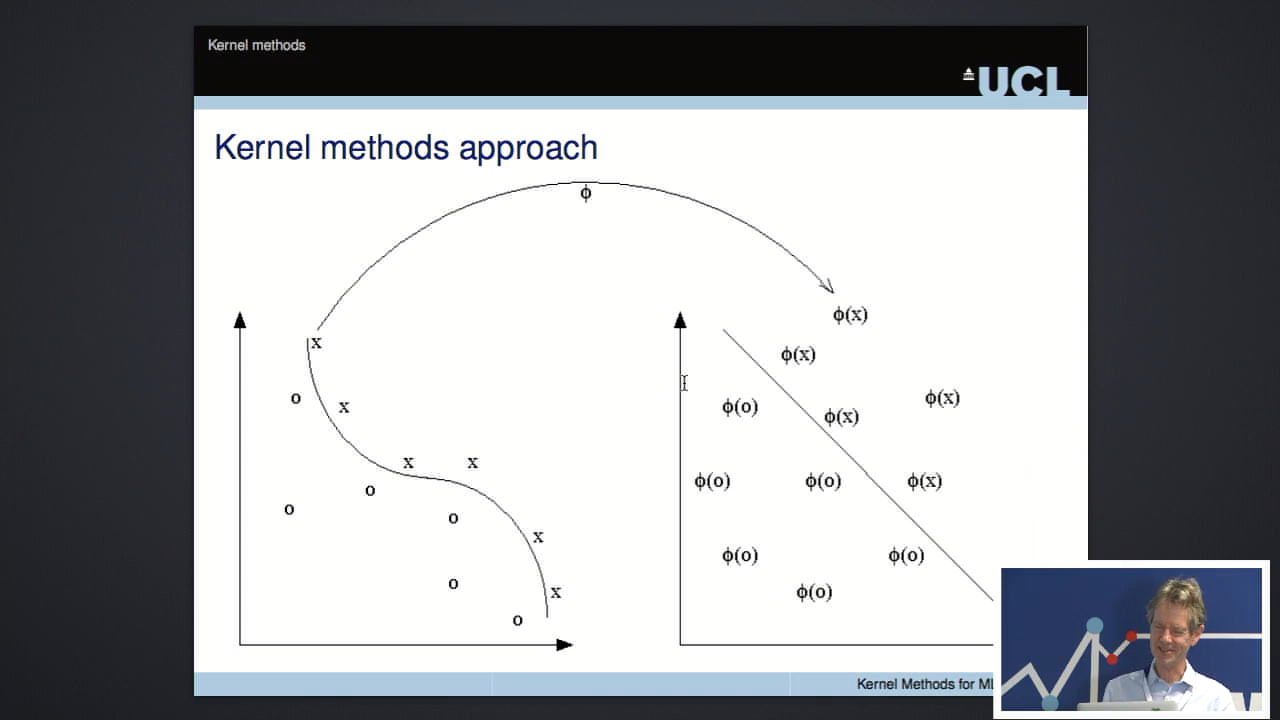 Kernel methods
UCL
Kernel methods approach
ϕ
x
o
x
x
x
o
o
o
x
o
x
o
ϕ(x)
ϕ(x)
ϕ(x)
ϕ(o)
ϕ(x)
ϕ(o)
ϕ(o)
ϕ(x)
ϕ(o)
ϕ(o)
ϕ(o)
Kernel Methods for